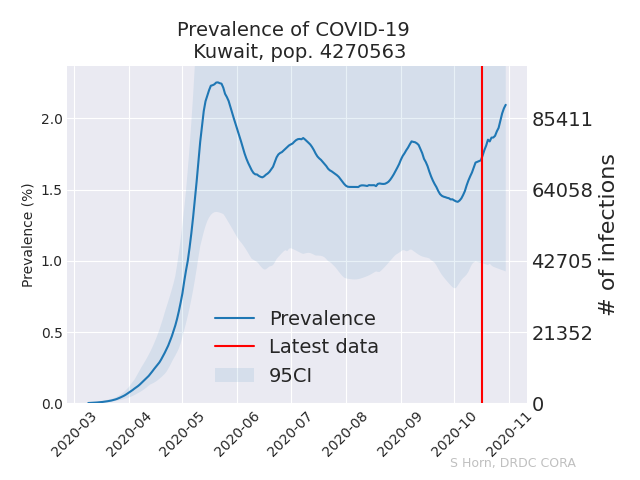 Prevalence of COVID-19
Kuwait, pop. 4270563
Prevalence (%)
2.0
1.5
1.0
0.5
0.0
85411
64058
42705
21352
0
# of infections
Prevalence
Latest data
95CI
2020-03
2020-04
2020-05
2020-06
2020-07
2020-08
2020-09
2020-10
2020-11
S Horn, DRDC CORA